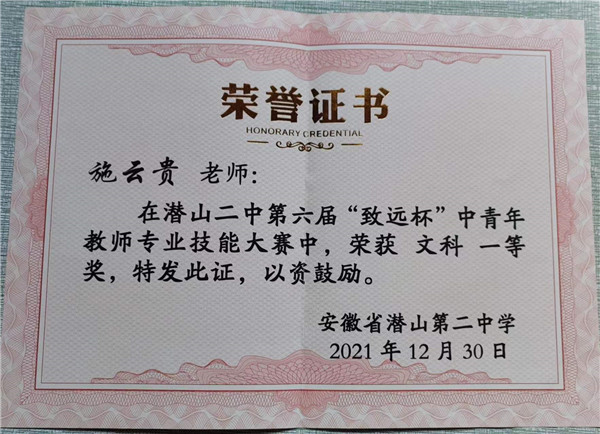 荣誉证书
HONORARY CREDENTIAL
施云贵 老师：
在潜山二中第六届“致远杯”中青年
教师专业技能大赛中，荣获 文科 一等
奖，特发此证，以资鼓励。
安徽省潜山第二中学
2021 年 12 月 30 日